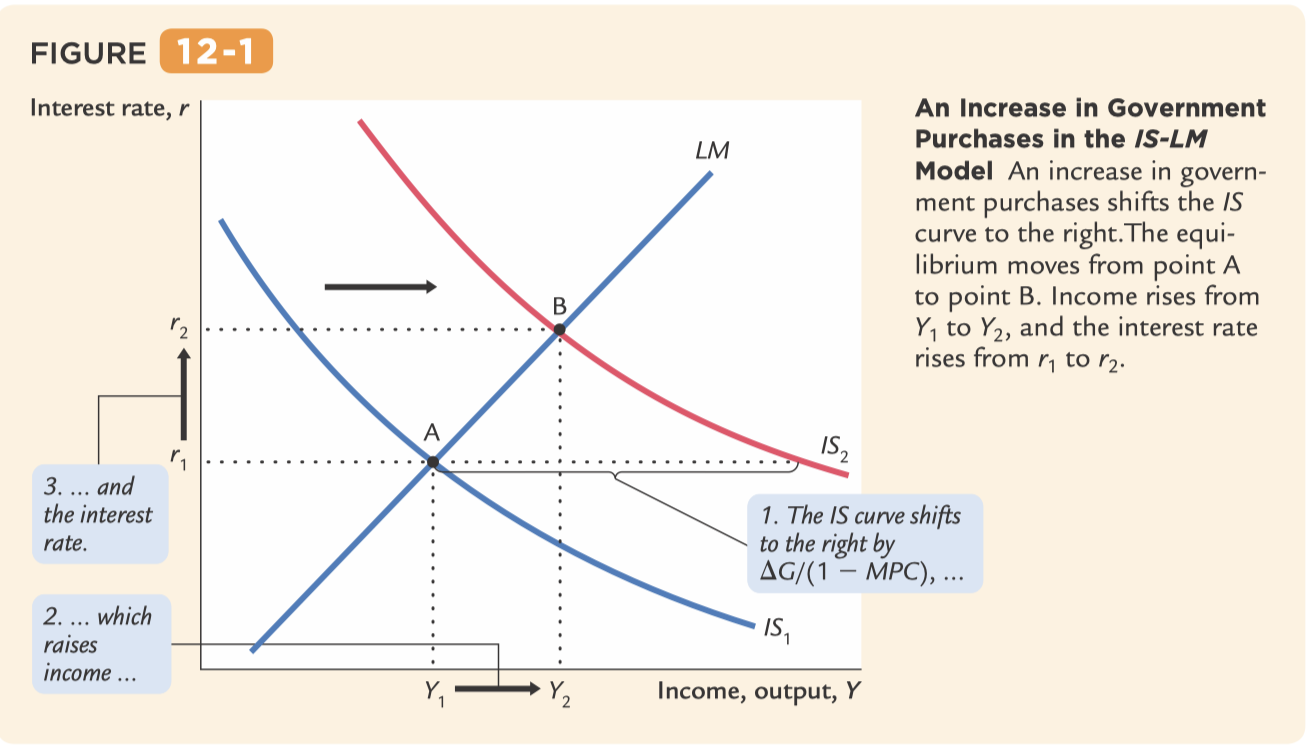 FIGURE 12-1
Interest rate, r
LM
B
r₂
A
r₁
IS₂
3. ... and
the interest
rate.
1. The IS curve shifts
to the right by
ΔG/(1 − MPC), ...
2. ... which
raises
income ...
IS₁
Y₁
Y₂
Income, output, Y
An Increase in Government
Purchases in the IS-LM
Model An increase in govern-
ment purchases shifts the IS
curve to the right.The equi-
librium moves from point A
to point B. Income rises from
Y₁ to Y₂, and the interest rate
rises from r₁ to r₂.